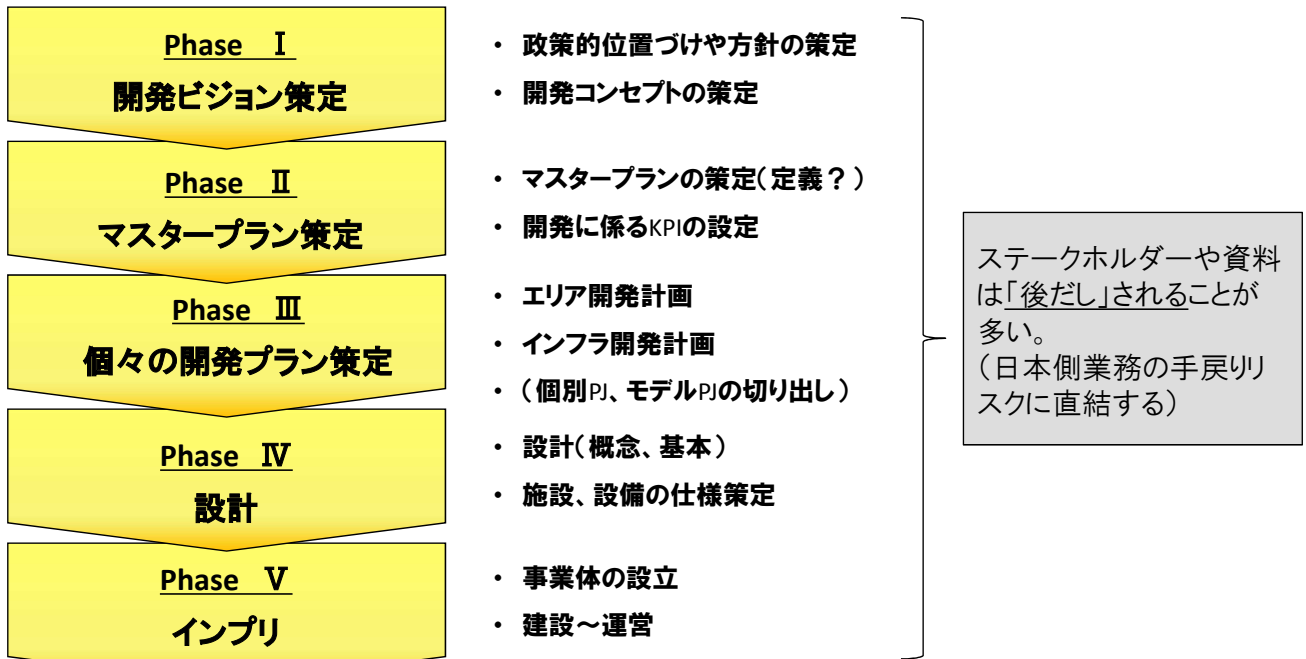 Phase Ⅰ
開発ビジョン策定
・ 政策的位置づけや方針の策定
・ 開発コンセプトの策定
Phase Ⅱ
マスタープラン策定
・ マスタープランの策定（定義？）
・ 開発に係るKPIの設定
Phase Ⅲ
個々の開発プラン策定
・ エリア開発計画
・ インフラ開発計画
・ （個別PJ、モデルPJの切り出し）
Phase Ⅳ
設計
・ 設計（概念、基本）
・ 施設、設備の仕様策定
Phase Ⅴ
インプリ
・ 事業体の設立
・ 建設～運営
ステークホルダーや資料
は「後だし」されることが
多い。
（日本側業務の手戻りリ
スクに直結する）